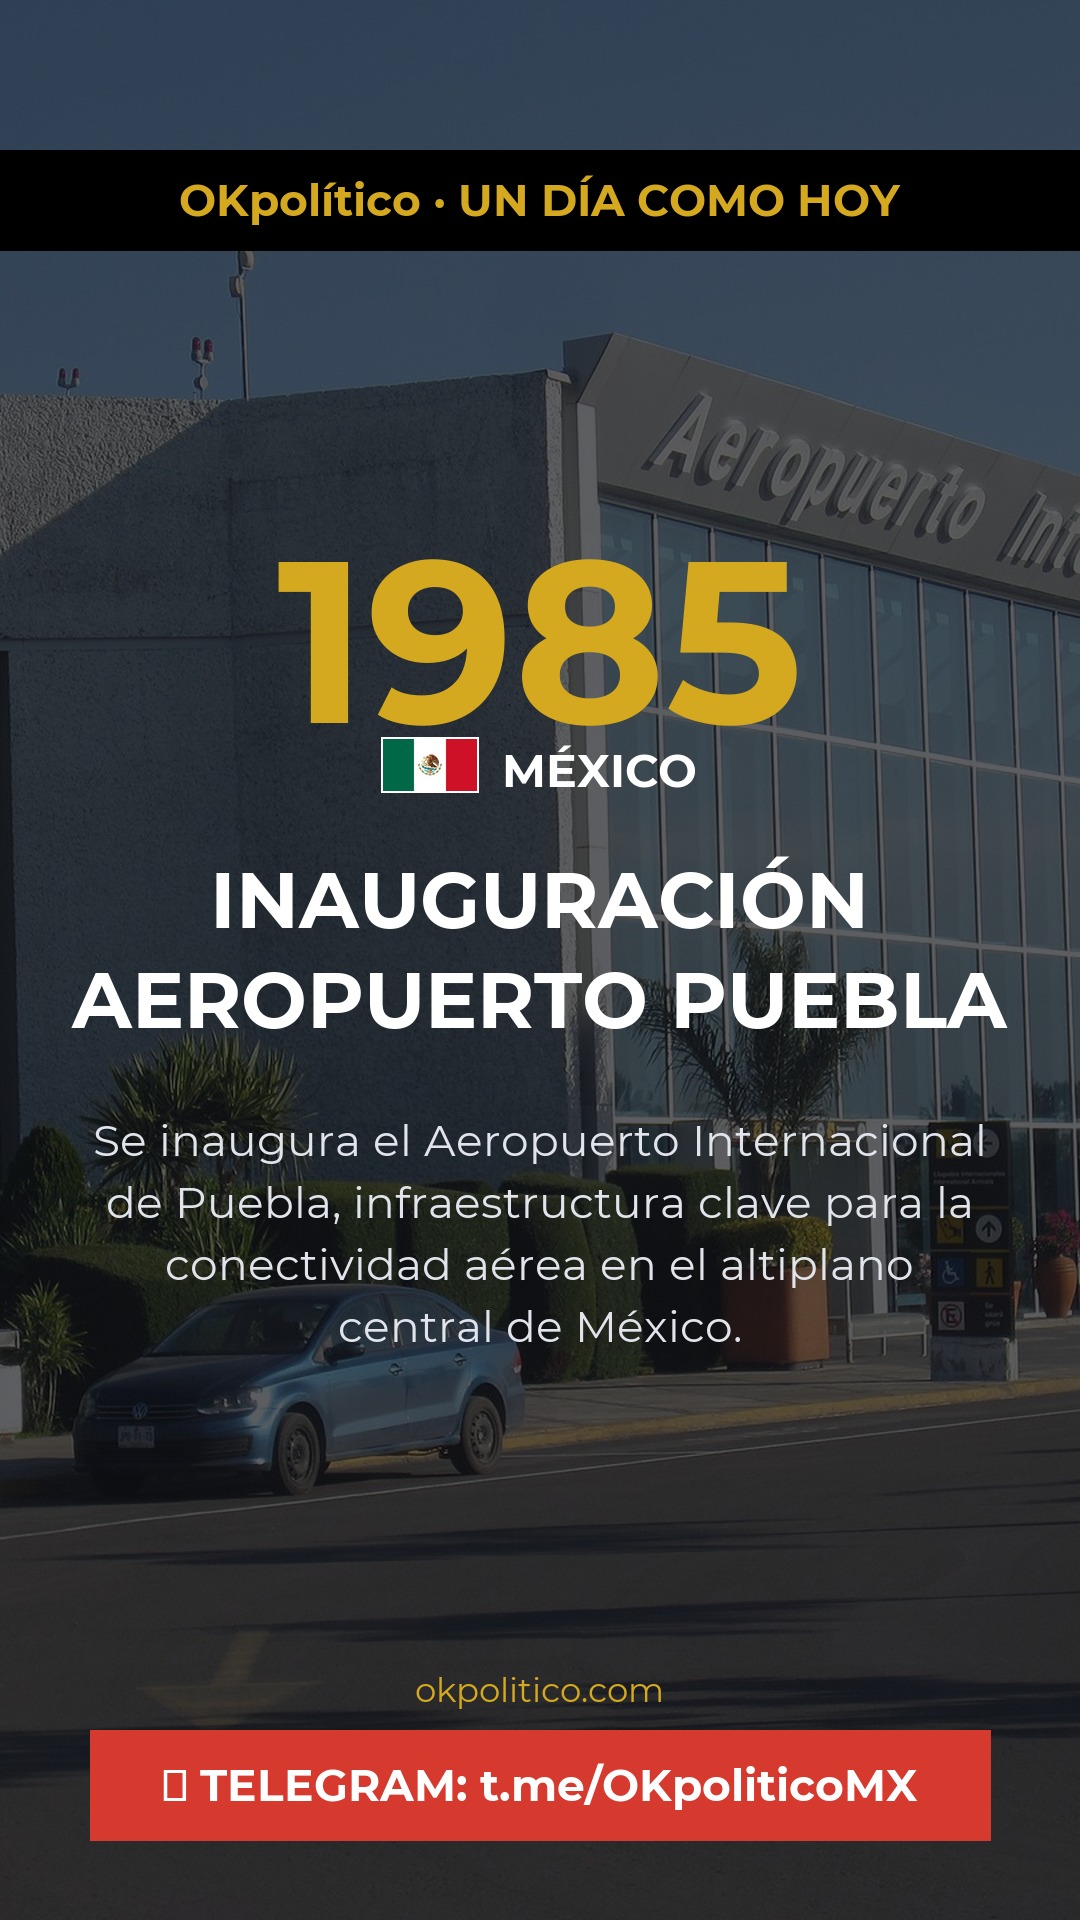 OKpolítico · UN DÍA COMO HOY
Aeropuerto
1985
MÉXICO
INAUGURACIÓN
AEROPUERTO PUEBLA
Se inaugura el Aeropuerto Internacional
de Puebla, infraestructura clave para la
conectividad aérea en el altiplano
central de México.
okpolitico.com
TELEGRAM: t.me/OKpoliticoMX